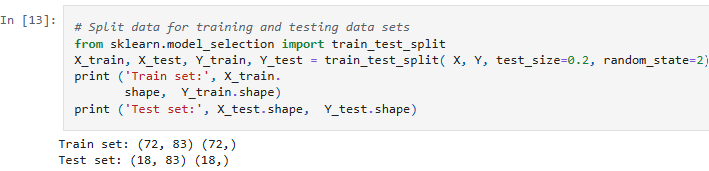 In [13]:
# Split data for training and testing data sets
from sklearn.model_selection import train_test_split
X_train, X_test, Y_train, Y_test = train_test_split( X, Y, test_size=0.2, random_state=2)
print ('Train set:', X_train.
shape,  Y_train.shape)
print ('Test set:', X_test.shape,  Y_test.shape)
Train set: (72, 83) (72,)
Test set: (18, 83) (18,)